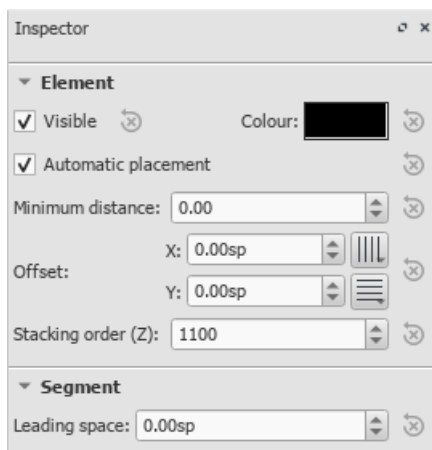 Inspector
Element
Visible Colour:
Automatic placement
Minimum distance: 0.00
X: 0.00sp
Offset:
Y: 0.00sp
Stacking order (Z): 1100
Segment
Leading space: 0.00sp